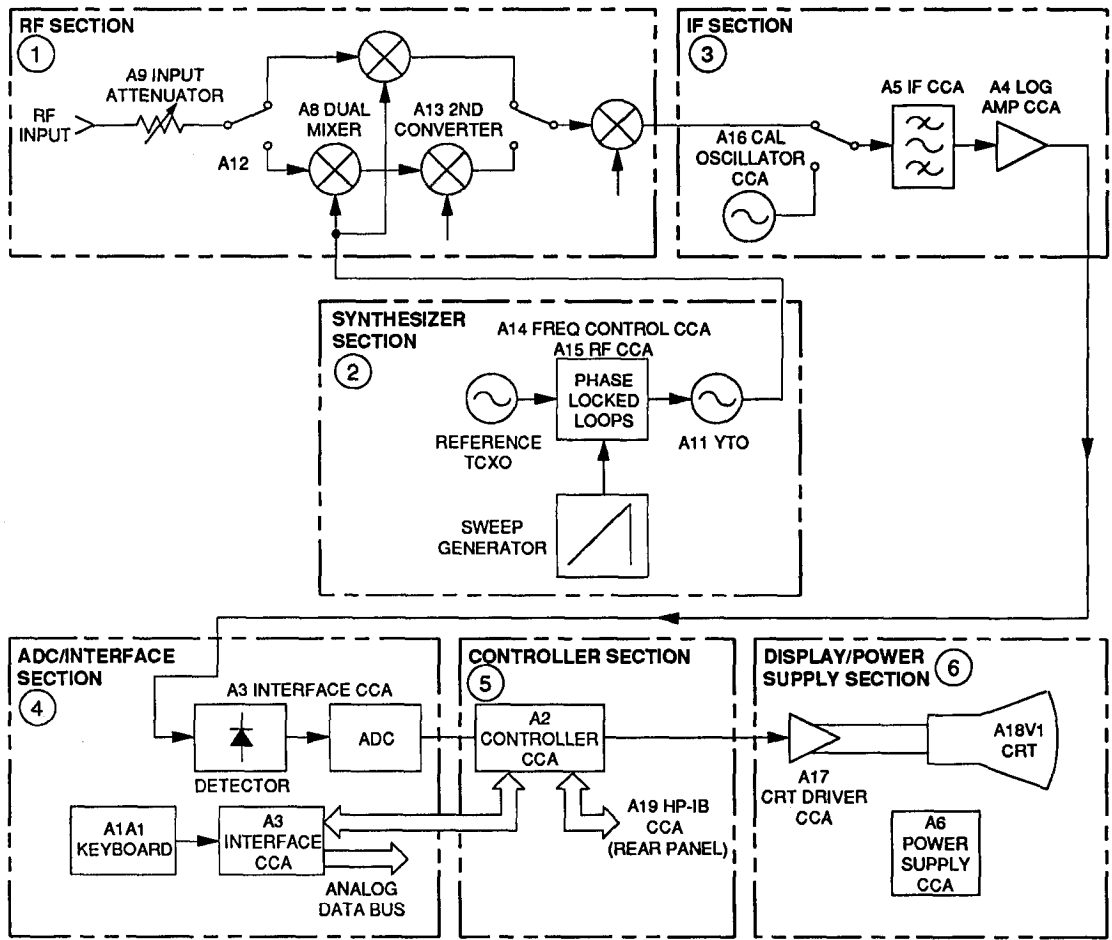 RF SECTION
1
A9 INPUT
ATTENUATOR
RF
INPUT
A12
A8 DUAL
MIXER
A13 2ND
CONVERTER
IF SECTION
3
A16 CAL
OSCILLATOR
CCA
A5 IF CCA
A4 LOG
AMP CCA
SYNTHESIZER
SECTION
2
A14 FREQ CONTROL CCA
A15 RF CCA
PHASE
LOCKED
LOOPS
REFERENCE
TCXO
A11 YTO
SWEEP
GENERATOR
ADC/INTERFACE
SECTION
4
A3 INTERFACE CCA
DETECTOR
ADC
A1A1
KEYBOARD
A3
INTERFACE
CCA
ANALOG
DATA BUS
CONTROLLER SECTION
5
A2
CONTROLLER
CCA
A19 HP-IB
CCA
(REAR PANEL)
DISPLAY/POWER
SUPPLY SECTION
6
A17
CRT DRIVER
CCA
A18V1
CRT
A6
POWER
SUPPLY
CCA